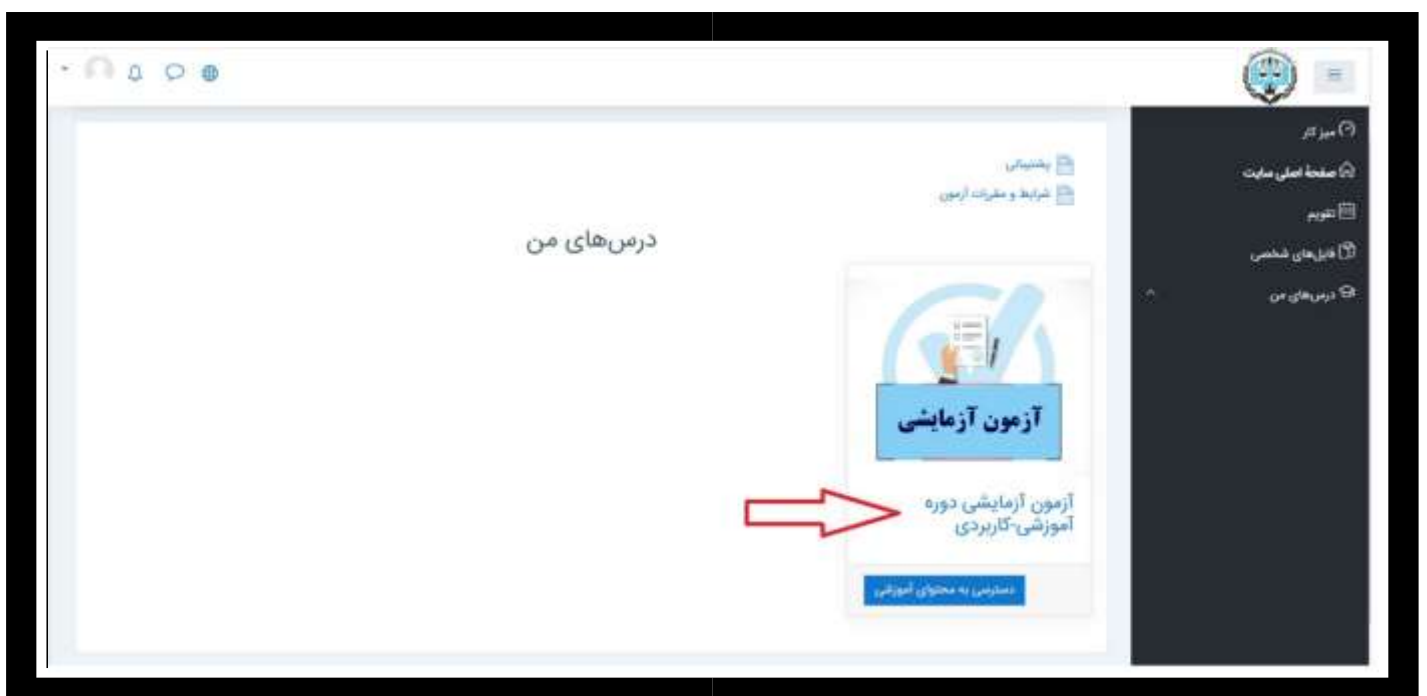 میز کار
صفحهٔ اصلی سایت
تقویم
فایل‌های شخصی
درس‌های من
پشتیبانی
شرایط و مقررات آزمون
درس‌های من
آزمون آزمایشی
آزمون آزمایشی دوره
آموزشی-کاربردی
دسترسی به محتوای آموزشی